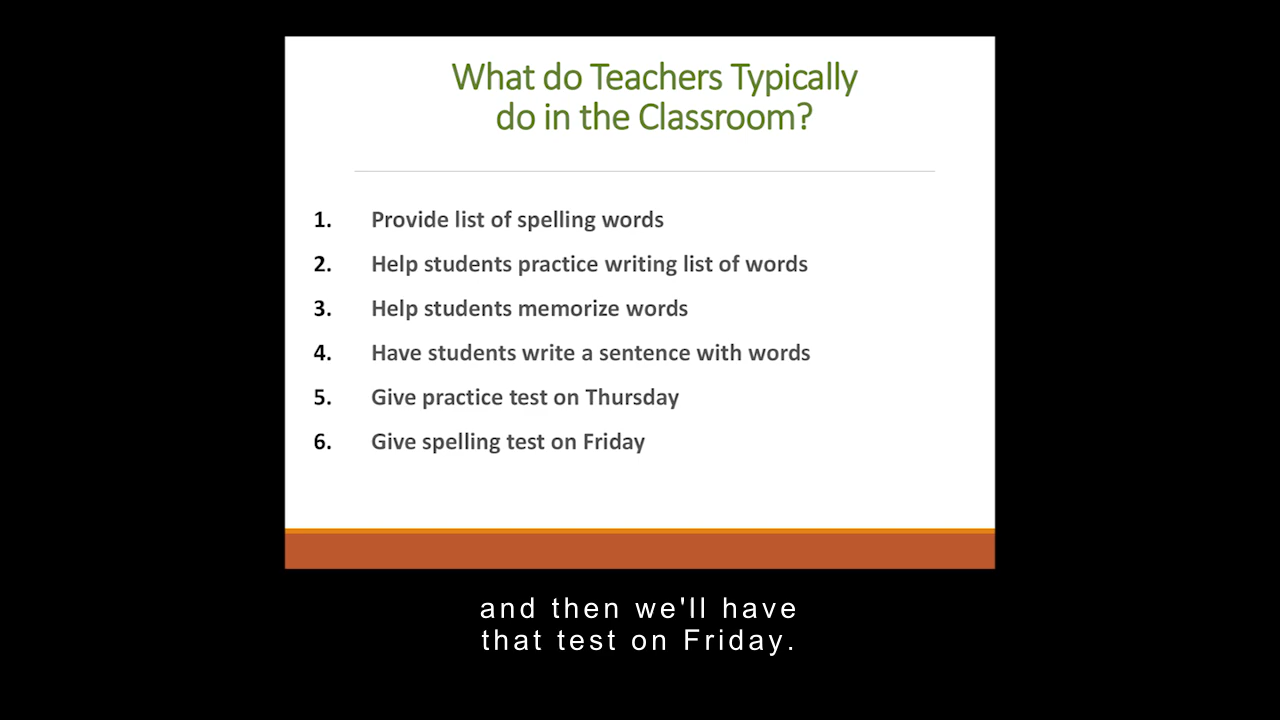 What do Teachers Typically
do in the Classroom?
1. Provide list of spelling words
2. Help students practice writing list of words
3. Help students memorize words
4. Have students write a sentence with words
5. Give practice test on Thursday
6. Give spelling test on Friday
and then we'll have
that test on Friday.